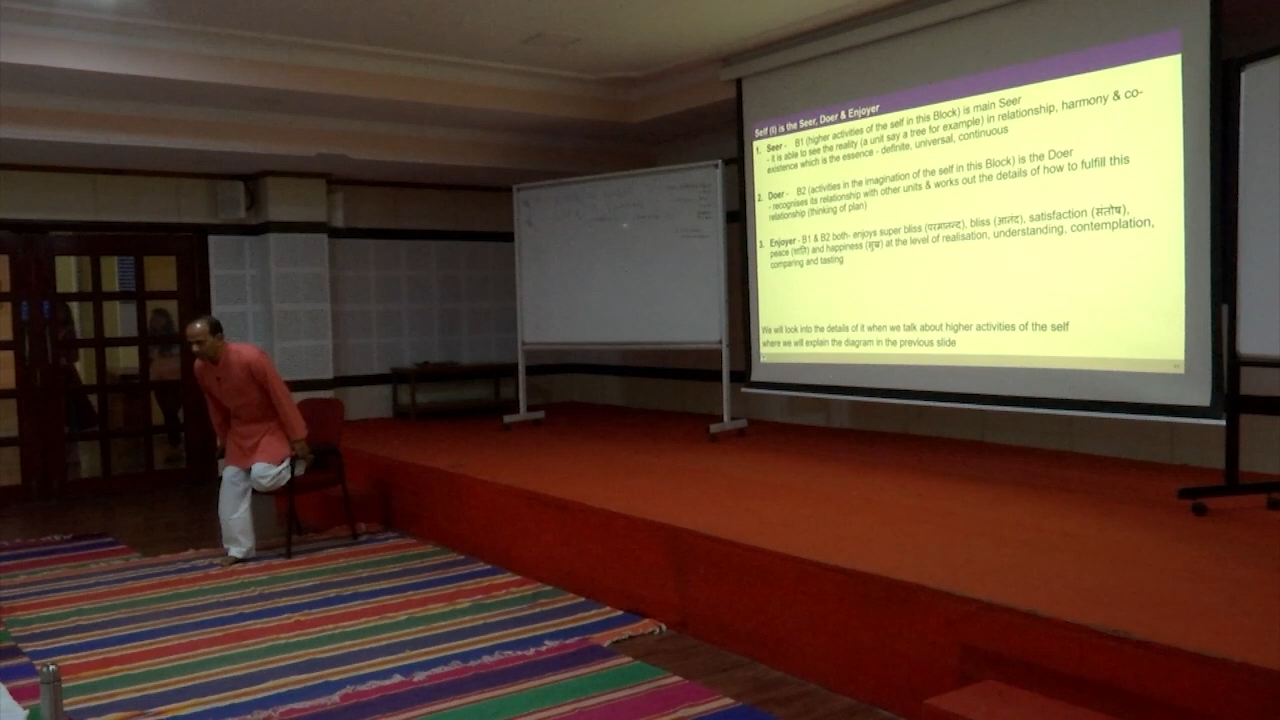 Self (I) is the Seer, Doer & Enjoyer
1. Seer - B1 (higher activities of the self in this Block) is main Seer
- it is able to see the reality (a unit say a tree for example) in relationship, harmony & co-
existence which is the essence - definite, universal, continuous
2. Doer - B2 (activities in the imagination of the self in this Block) is the Doer
- recognises its relationship with other units & works out the details of how to fulfill this
relationship (thinking of plan)
3. Enjoyer - B1 & B2 both- enjoys super bliss (परमानन्द), bliss (आनंद), satisfaction (संतोष),
peace (शांति) and happiness (सुख) at the level of realisation, understanding, contemplation,
comparing and tasting
We will look into the details of it when we talk about higher activities of the self
where we will explain the diagram in the previous slide